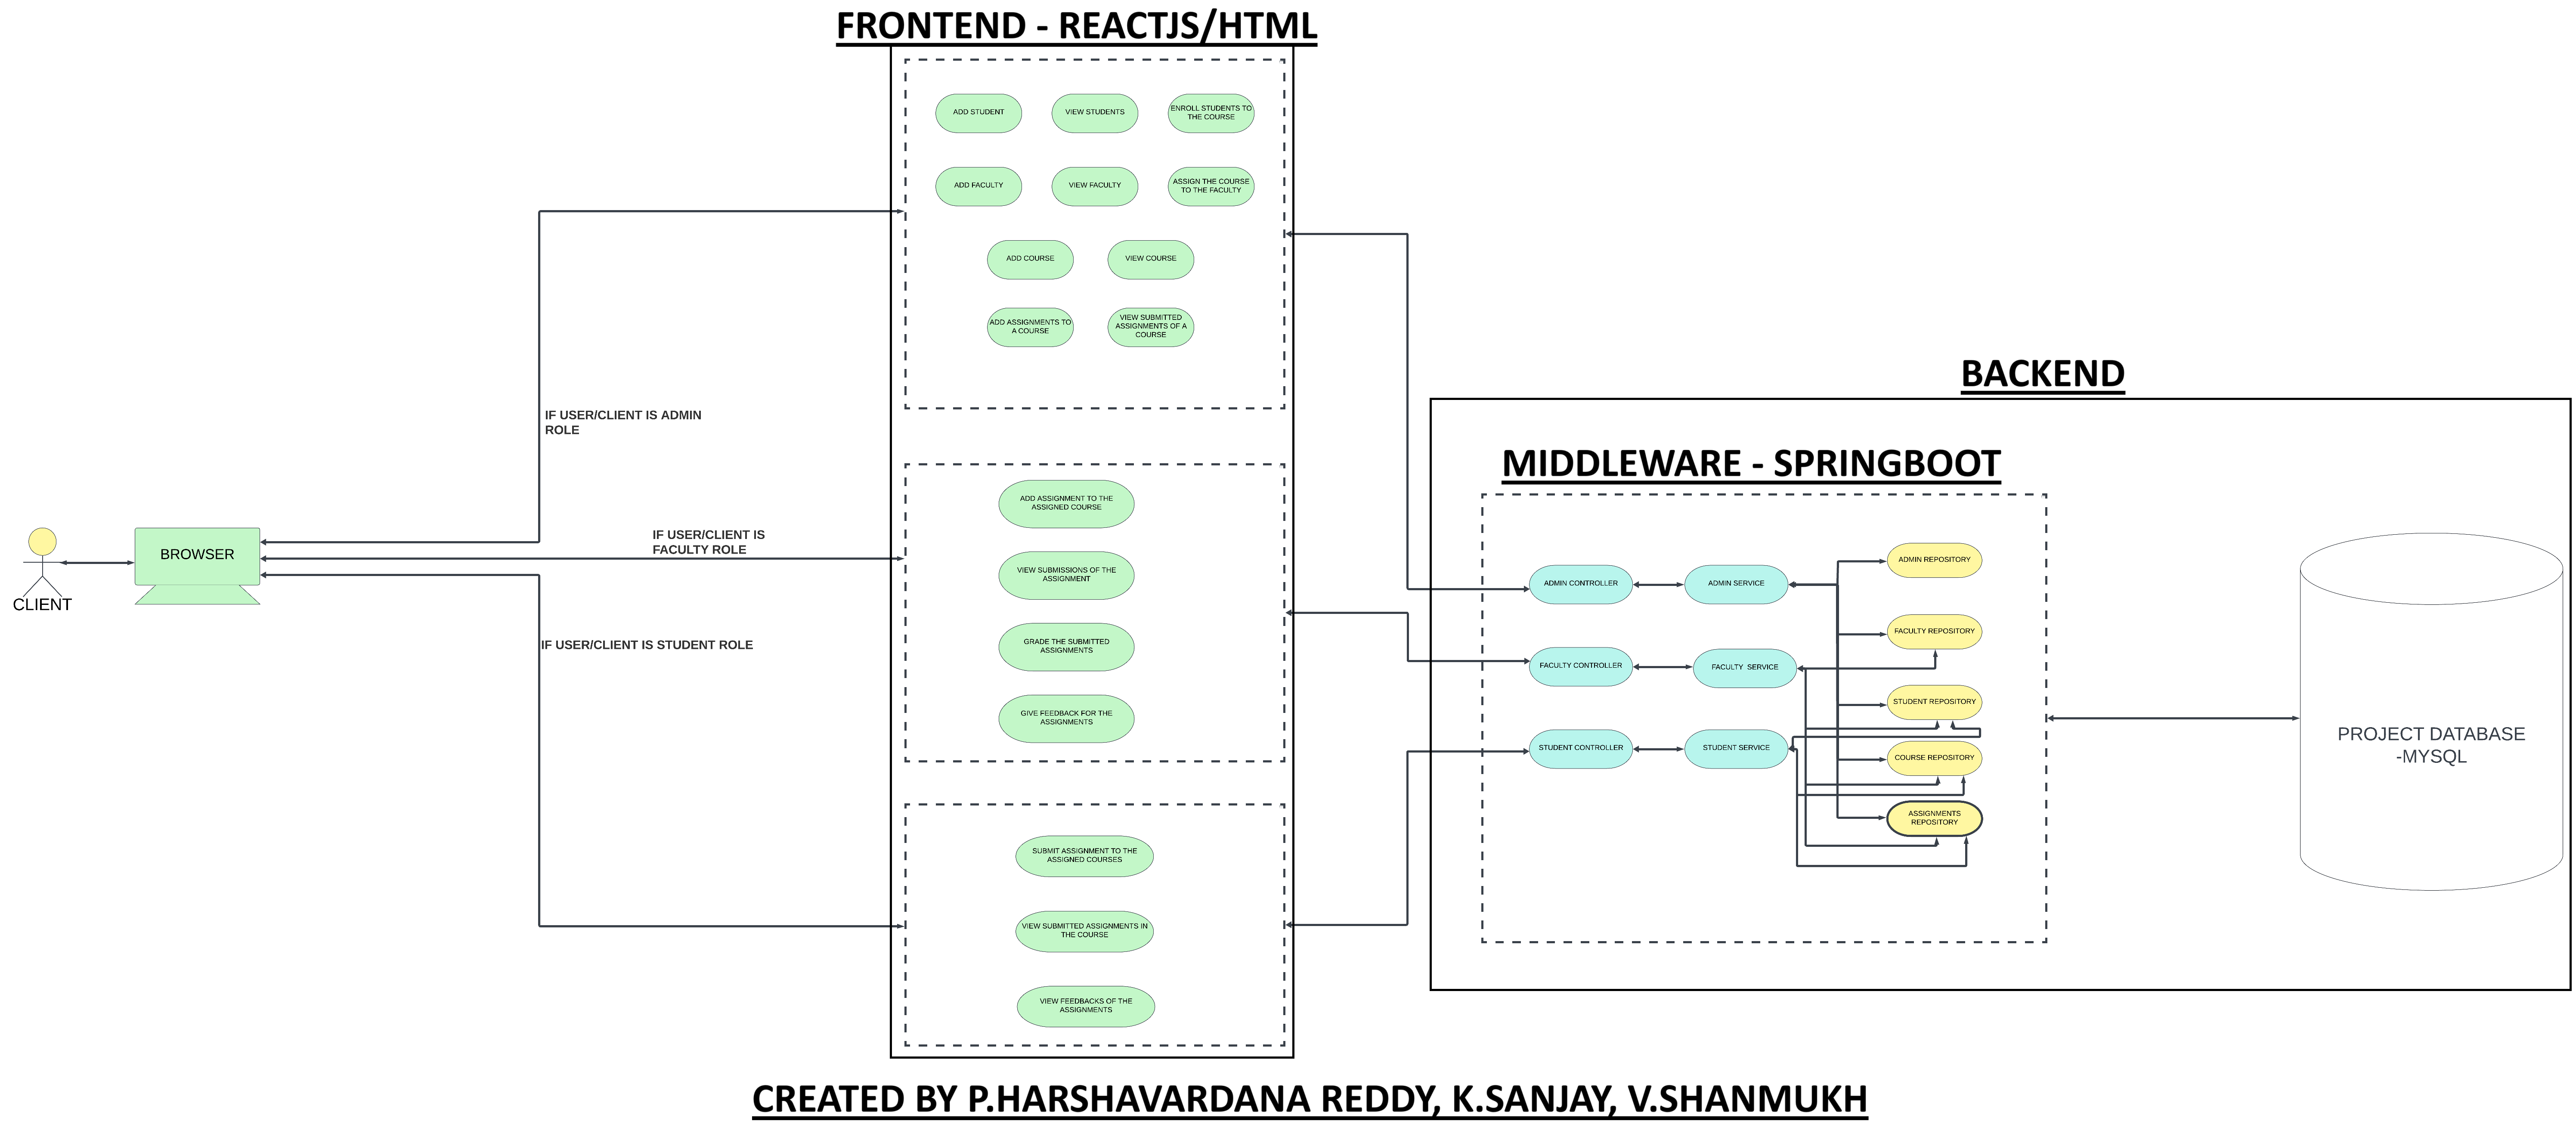 FRONTEND - REACTJS/HTML
ADD STUDENT
VIEW STUDENTS
ENROLL STUDENTS TO
THE COURSE
ADD FACULTY
VIEW FACULTY
ASSIGN THE COURSE
TO THE FACULTY
ADD COURSE
VIEW COURSE
ADD ASSIGNMENTS TO
A COURSE
VIEW SUBMITTED
ASSIGNMENTS OF A
COURSE
IF USER/CLIENT IS ADMIN
ROLE
IF USER/CLIENT IS
FACULTY ROLE
IF USER/CLIENT IS STUDENT ROLE
BROWSER
CLIENT
ADD ASSIGNMENT TO THE
ASSIGNED COURSE
VIEW SUBMISSIONS OF THE
ASSIGNMENT
GRADE THE SUBMITTED
ASSIGNMENTS
GIVE FEEDBACK FOR THE
ASSIGNMENTS
SUBMIT ASSIGNMENT TO THE
ASSIGNED COURSES
VIEW SUBMITTED ASSIGNMENTS IN
THE COURSE
VIEW FEEDBACKS OF THE
ASSIGNMENTS
BACKEND
MIDDLEWARE - SPRINGBOOT
ADMIN CONTROLLER
ADMIN SERVICE
ADMIN REPOSITORY
FACULTY REPOSITORY
FACULTY CONTROLLER
FACULTY  SERVICE
STUDENT REPOSITORY
STUDENT CONTROLLER
STUDENT SERVICE
COURSE REPOSITORY
ASSIGNMENTS
REPOSITORY
PROJECT DATABASE
-MYSQL
CREATED BY P.HARSHAVARDANA REDDY, K.SANJAY, V.SHANMUKH